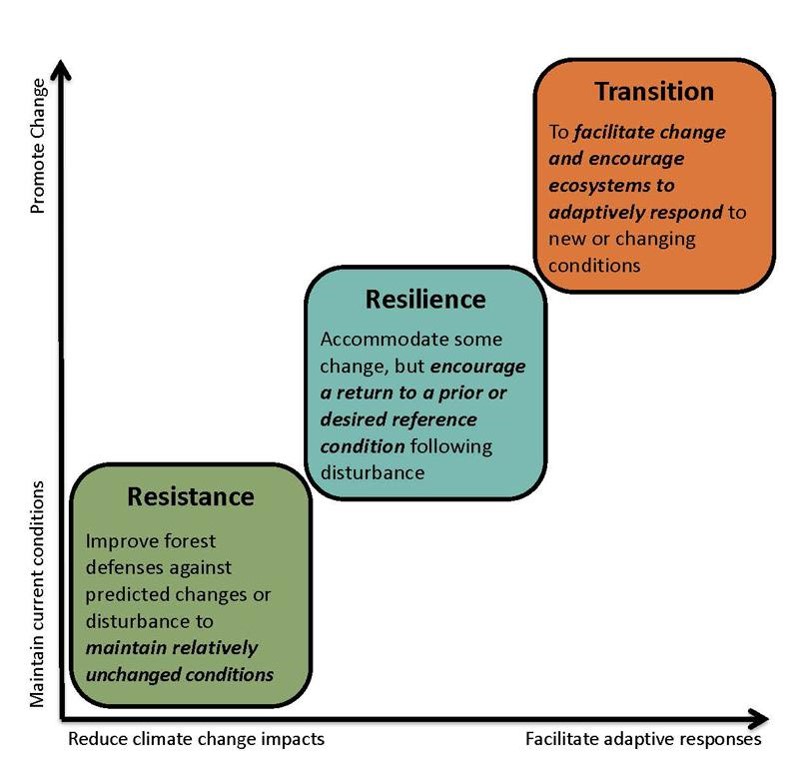 Promote Change
Maintain current conditions
Transition
To facilitate change
and encourage
ecosystems to
adaptively respond to
new or changing
conditions
Resilience
Accommodate some
change, but encourage
a return to a prior or
desired reference
condition following
disturbance
Resistance
Improve forest
defenses against
predicted changes or
disturbance to
maintain relatively
unchanged conditions
Reduce climate change impacts
Facilitate adaptive responses